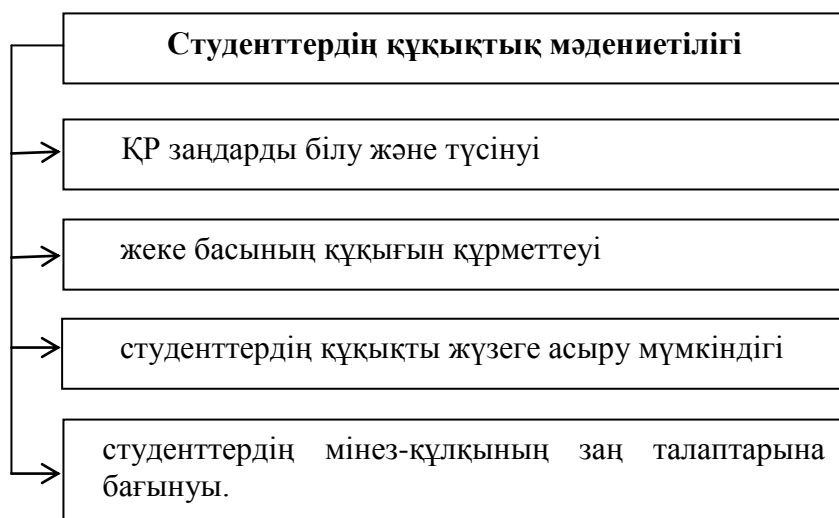 Студенттердің құқықтық мәдениетілігі
ҚР заңдарды білу және түсінуі
жеке басының құқығын құрметтеуі
студенттердің құқықты жүзеге асыру мүмкіндігі
студенттердің мінез-құлқының заң талаптарына
бағынуы.